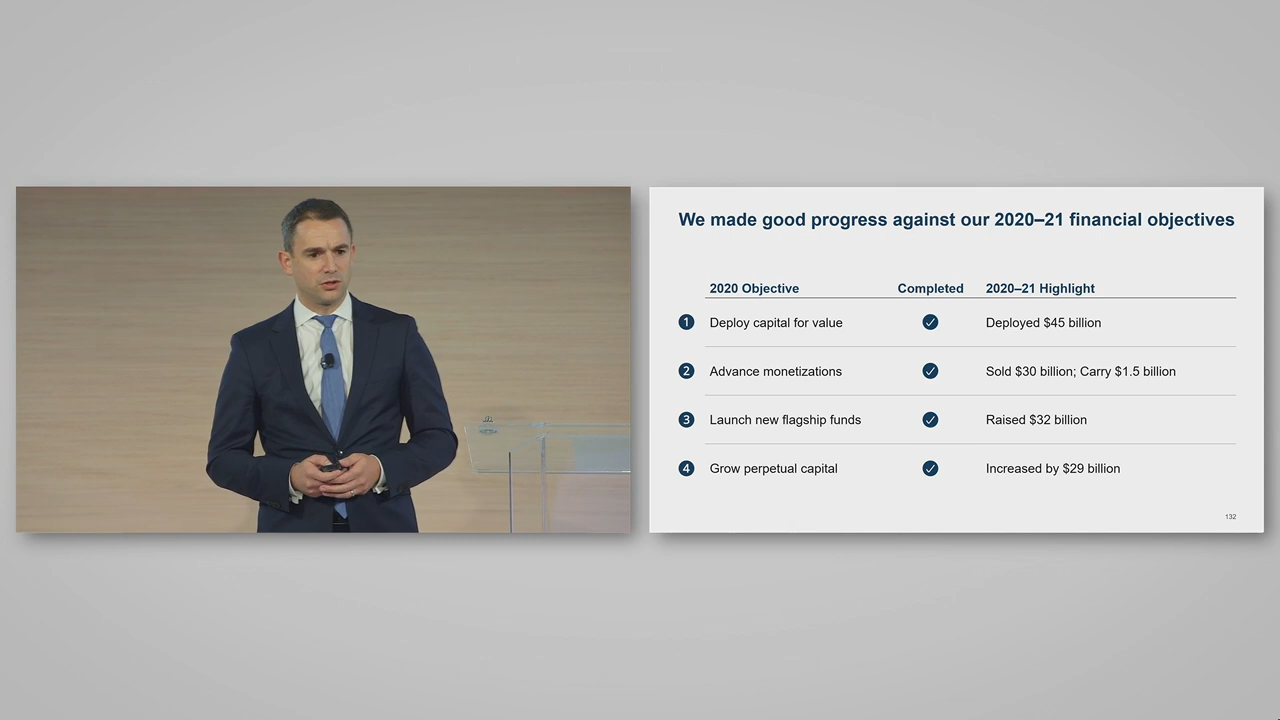 We made good progress against our 2020–21 financial objectives
2020 Objective Completed 2020–21 Highlight
1 Deploy capital for value Deployed $45 billion
2 Advance monetizations Sold $30 billion; Carry $1.5 billion
3 Launch new flagship funds Raised $32 billion
4 Grow perpetual capital Increased by $29 billion
132